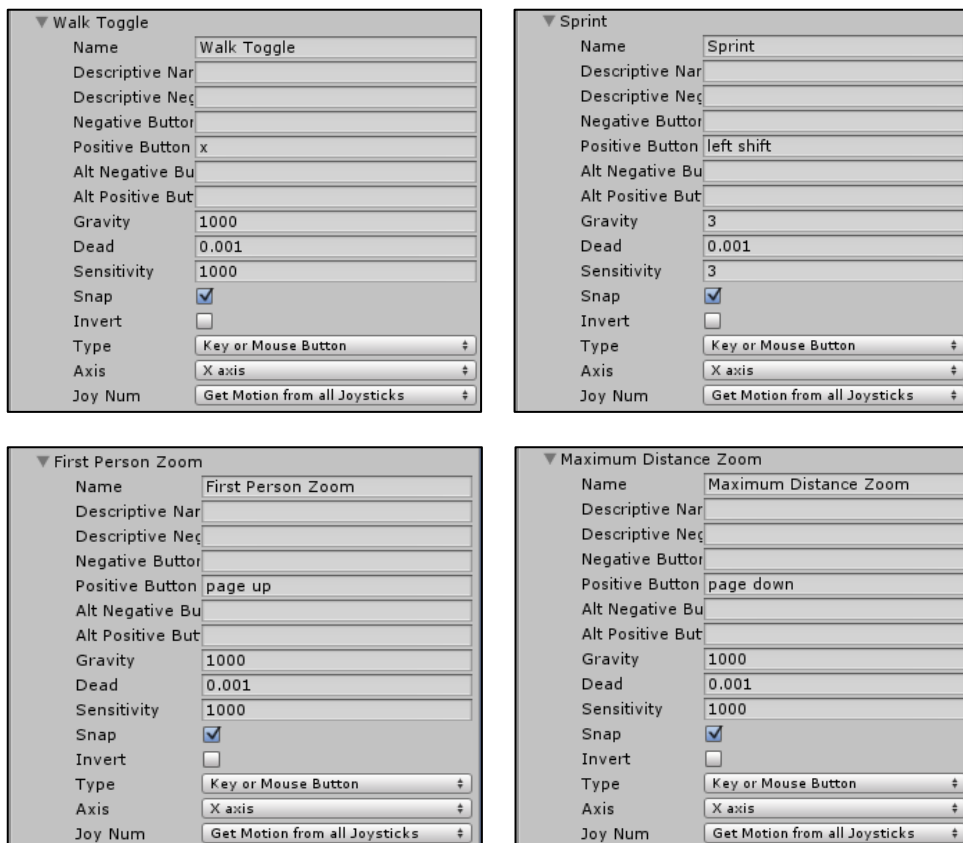 Walk Toggle
Name Walk Toggle
Descriptive Nar
Descriptive Neg
Negative Button
Positive Button x
Alt Negative Bu
Alt Positive But
Gravity 1000
Dead 0.001
Sensitivity 1000
Snap
Invert
Type Key or Mouse Button
Axis X axis
Joy Num Get Motion from all Joysticks
Sprint
Name Sprint
Descriptive Nar
Descriptive Neg
Negative Button
Positive Button left shift
Alt Negative Bu
Alt Positive But
Gravity 3
Dead 0.001
Sensitivity 3
Snap
Invert
Type Key or Mouse Button
Axis X axis
Joy Num Get Motion from all Joysticks
First Person Zoom
Name First Person Zoom
Descriptive Nar
Descriptive Neg
Negative Button
Positive Button page up
Alt Negative Bu
Alt Positive But
Gravity 1000
Dead 0.001
Sensitivity 1000
Snap
Invert
Type Key or Mouse Button
Axis X axis
Joy Num Get Motion from all Joysticks
Maximum Distance Zoom
Name Maximum Distance Zoom
Descriptive Nar
Descriptive Neg
Negative Button
Positive Button page down
Alt Negative Bu
Alt Positive But
Gravity 1000
Dead 0.001
Sensitivity 1000
Snap
Invert
Type Key or Mouse Button
Axis X axis
Joy Num Get Motion from all Joysticks